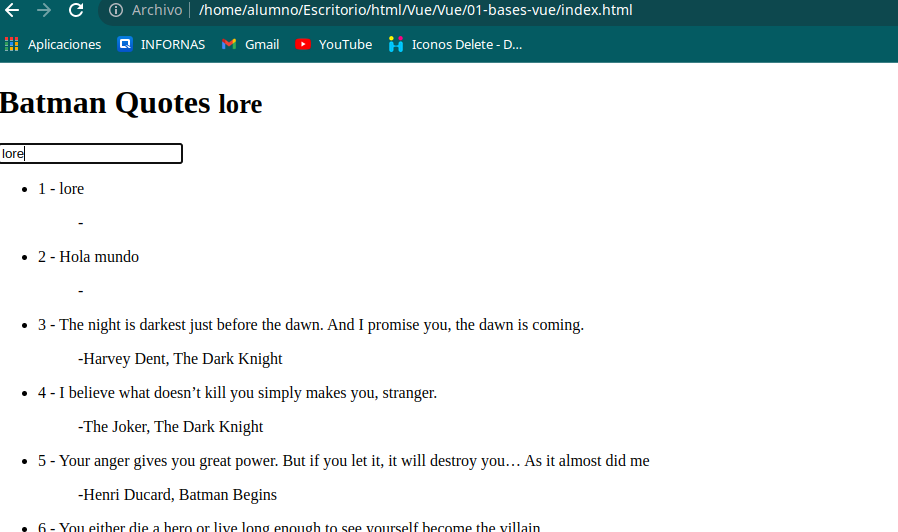 Archivo /home/alumno/Escritorio/html/Vue/Vue/01-bases-vue/index.html
Aplicaciones INFORNAS Gmail YouTube Iconos Delete - D...
Batman Quotes lore
lore
1 - lore
-
2 - Hola mundo
-
3 - The night is darkest just before the dawn. And I promise you, the dawn is coming.
-Harvey Dent, The Dark Knight
4 - I believe what doesn’t kill you simply makes you, stranger.
-The Joker, The Dark Knight
5 - Your anger gives you great power. But if you let it, it will destroy you… As it almost did me
-Henri Ducard, Batman Begins
6 - You either die a hero or live long enough to see yourself become the villain